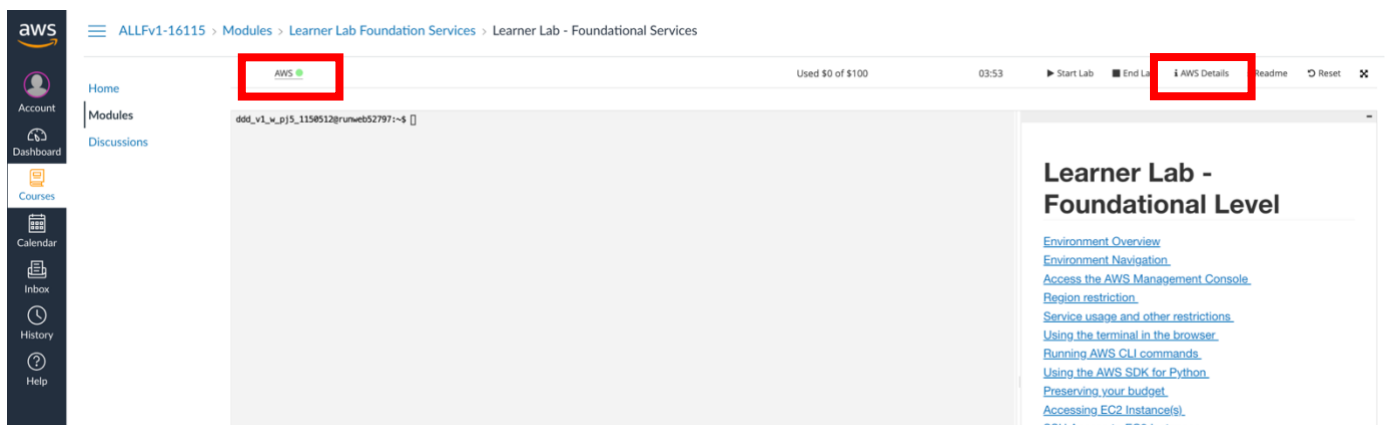 aws
ALLFv1-16115 > Modules > Learner Lab Foundation Services > Learner Lab - Foundational Services
Account
Dashboard
Courses
Calendar
Inbox
History
Help
Home
Modules
Discussions
AWS
Used $0 of $100
03:53
Start Lab
End La
i AWS Details
Readme
Reset
ddd_v1_w_pj5_1150512@runweb52797:~$
Learner Lab -
Foundational Level
Environment Overview
Environment Navigation
Access the AWS Management Console
Region restriction
Service usage and other restrictions
Using the terminal in the browser
Running AWS CLI commands
Using the AWS SDK for Python
Preserving your budget
Accessing EC2 Instance(s)